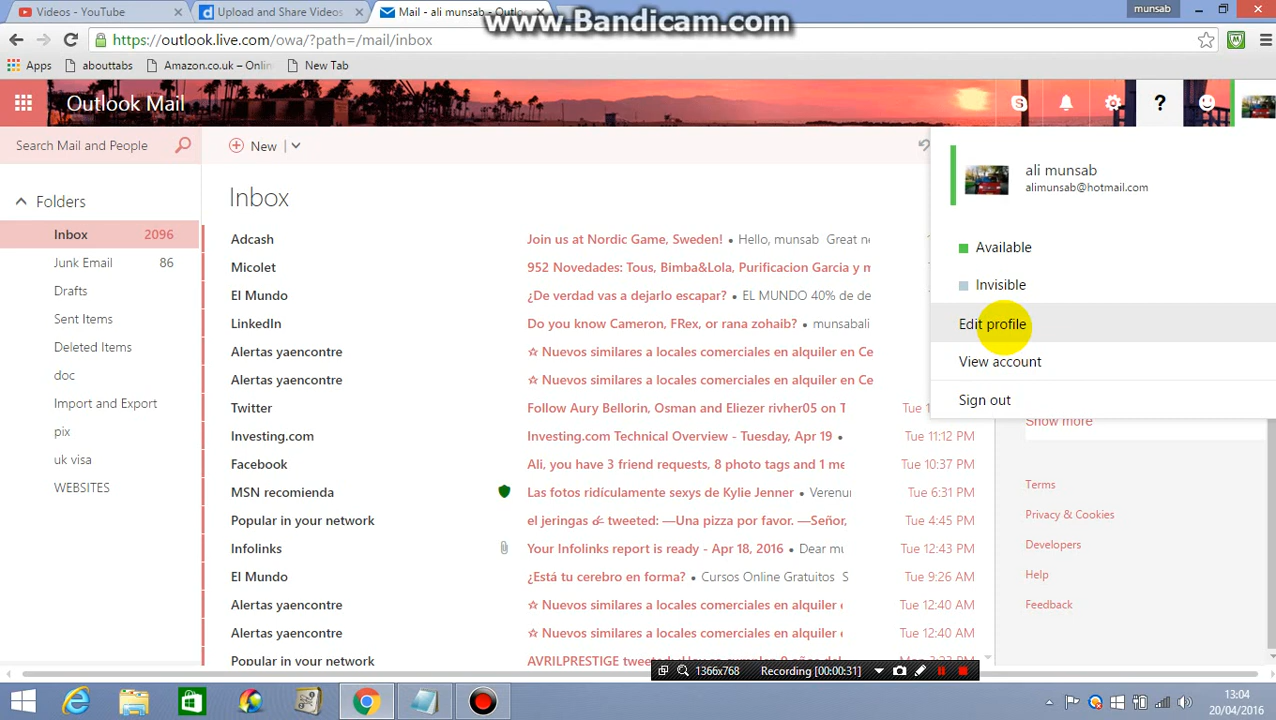 Videos - YouTube
Upload and Share Videos
Mail - ali munsab - Outlo
munsab
www.Bandicam.com
https://outlook.live.com/owa/?path=/mail/inbox
Apps
abouttabs
Amazon.co.uk – Onlin
New Tab
Outlook Mail
?
Search Mail and People
New
Folders
Inbox 2096
Junk Email 86
Drafts
Sent Items
Deleted Items
doc
Import and Export
pix
uk visa
WEBSITES
Inbox
Adcash Join us at Nordic Game, Sweden! • Hello, munsab Great ne
Micolet 952 Novedades: Tous, Bimba&Lola, Purificacion Garcia y m
El Mundo ¿De verdad vas a dejarlo escapar? • EL MUNDO 40% de de
LinkedIn Do you know Cameron, FRex, or rana zohaib? • munsabali
Alertas yaencontre ☆ Nuevos similares a locales comerciales en alquiler en Ce
Alertas yaencontre ☆ Nuevos similares a locales comerciales en alquiler en Ce
Twitter Follow Aury Bellorin, Osman and Eliezer rivher05 on T Tue 1
Investing.com Investing.com Technical Overview - Tuesday, Apr 19 • Tue 11:12 PM
Facebook Ali, you have 3 friend requests, 8 photo tags and 1 me Tue 10:37 PM
MSN recomienda Las fotos ridículamente sexys de Kylie Jenner • Verenu Tue 6:31 PM
Popular in your network el jeringas tweeted: —Una pizza por favor. —Señor, Tue 4:45 PM
Infolinks Your Infolinks report is ready - Apr 18, 2016 • Dear mu Tue 12:43 PM
El Mundo ¿Está tu cerebro en forma? • Cursos Online Gratuitos S Tue 9:26 AM
Alertas yaencontre ☆ Nuevos similares a locales comerciales en alquiler e Tue 12:40 AM
Alertas yaencontre ☆ Nuevos similares a locales comerciales en alquiler e Tue 12:40 AM
Popular in your network
ali munsab
alimunsab@hotmail.com
Available
Invisible
Edit profile
View account
Sign out
Show more
Terms
Privacy & Cookies
Developers
Help
Feedback
1366x768 Recording [00:00:31]
13:04
20/04/2016